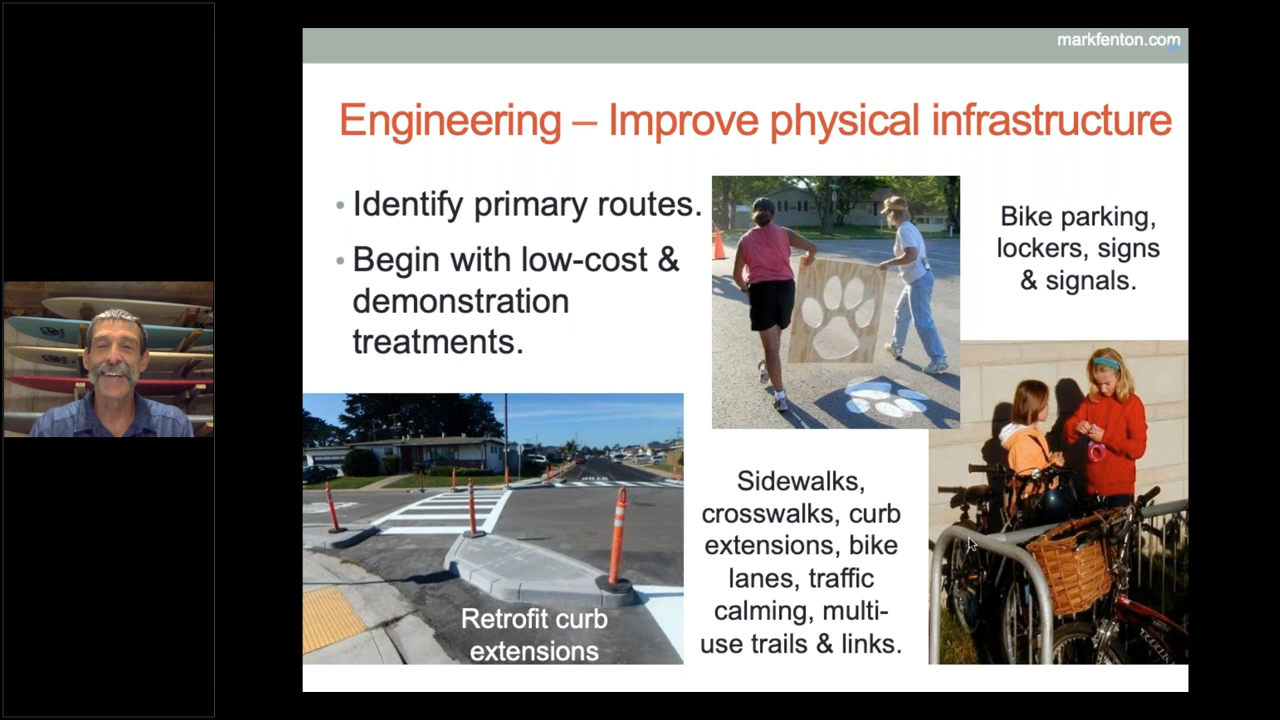 markfenton.com
Engineering – Improve physical infrastructure
• Identify primary routes.
• Begin with low-cost &
demonstration
treatments.
Bike parking,
lockers, signs
& signals.
Sidewalks,
crosswalks, curb
extensions, bike
lanes, traffic
calming, multi-
use trails & links.
Retrofit curb
extensions